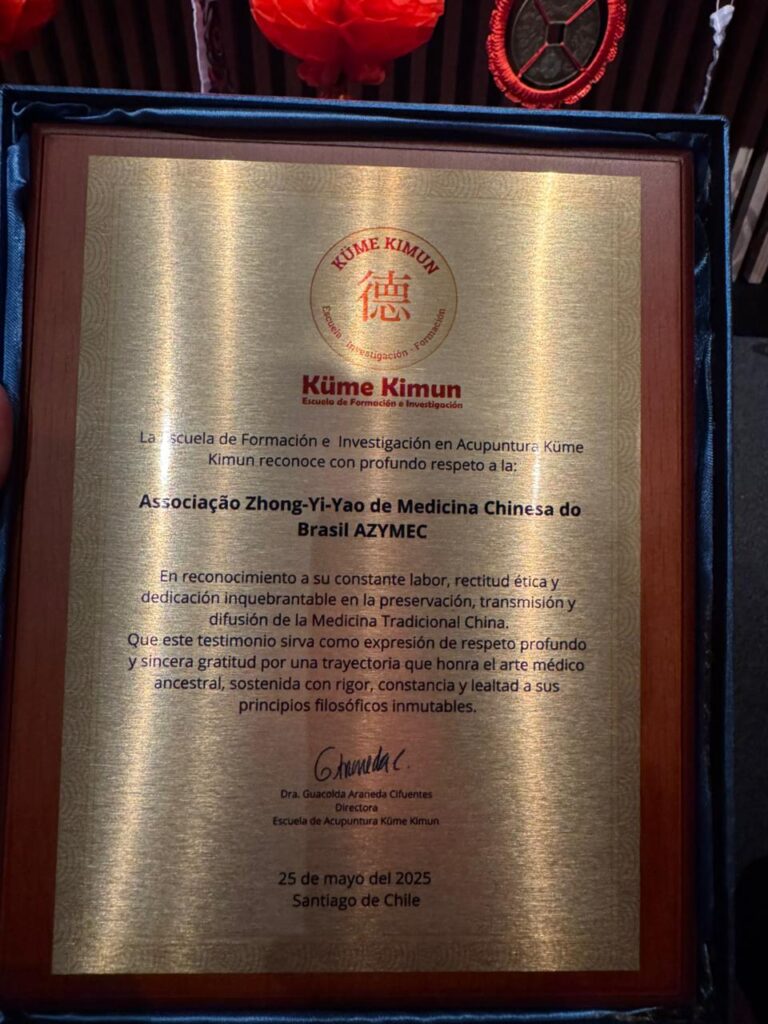 KÜME KIMUN
德
Escuela - Investigación - Formación
Küme Kimun
Escuela de Formación e Investigación
La Escuela de Formación e Investigación en Acupuntura Küme
Kimun reconoce con profundo respeto a la:
Associação Zhong-Yi-Yao de Medicina Chinesa do
Brasil AZYMEC
En reconocimiento a su constante labor, rectitud ética y
dedicación inquebrantable en la preservación, transmisión y
difusión de la Medicina Tradicional China.
Que este testimonio sirva como expresión de respeto profundo
y sincera gratitud por una trayectoria que honra el arte médico
ancestral, sostenida con rigor, constancia y lealtad a sus
principios filosóficos inmutables.
GAraneda C.
Dra. Guacolda Araneda Cifuentes
Directora
Escuela de Acupuntura Küme Kimun
25 de mayo del 2025
Santiago de Chile